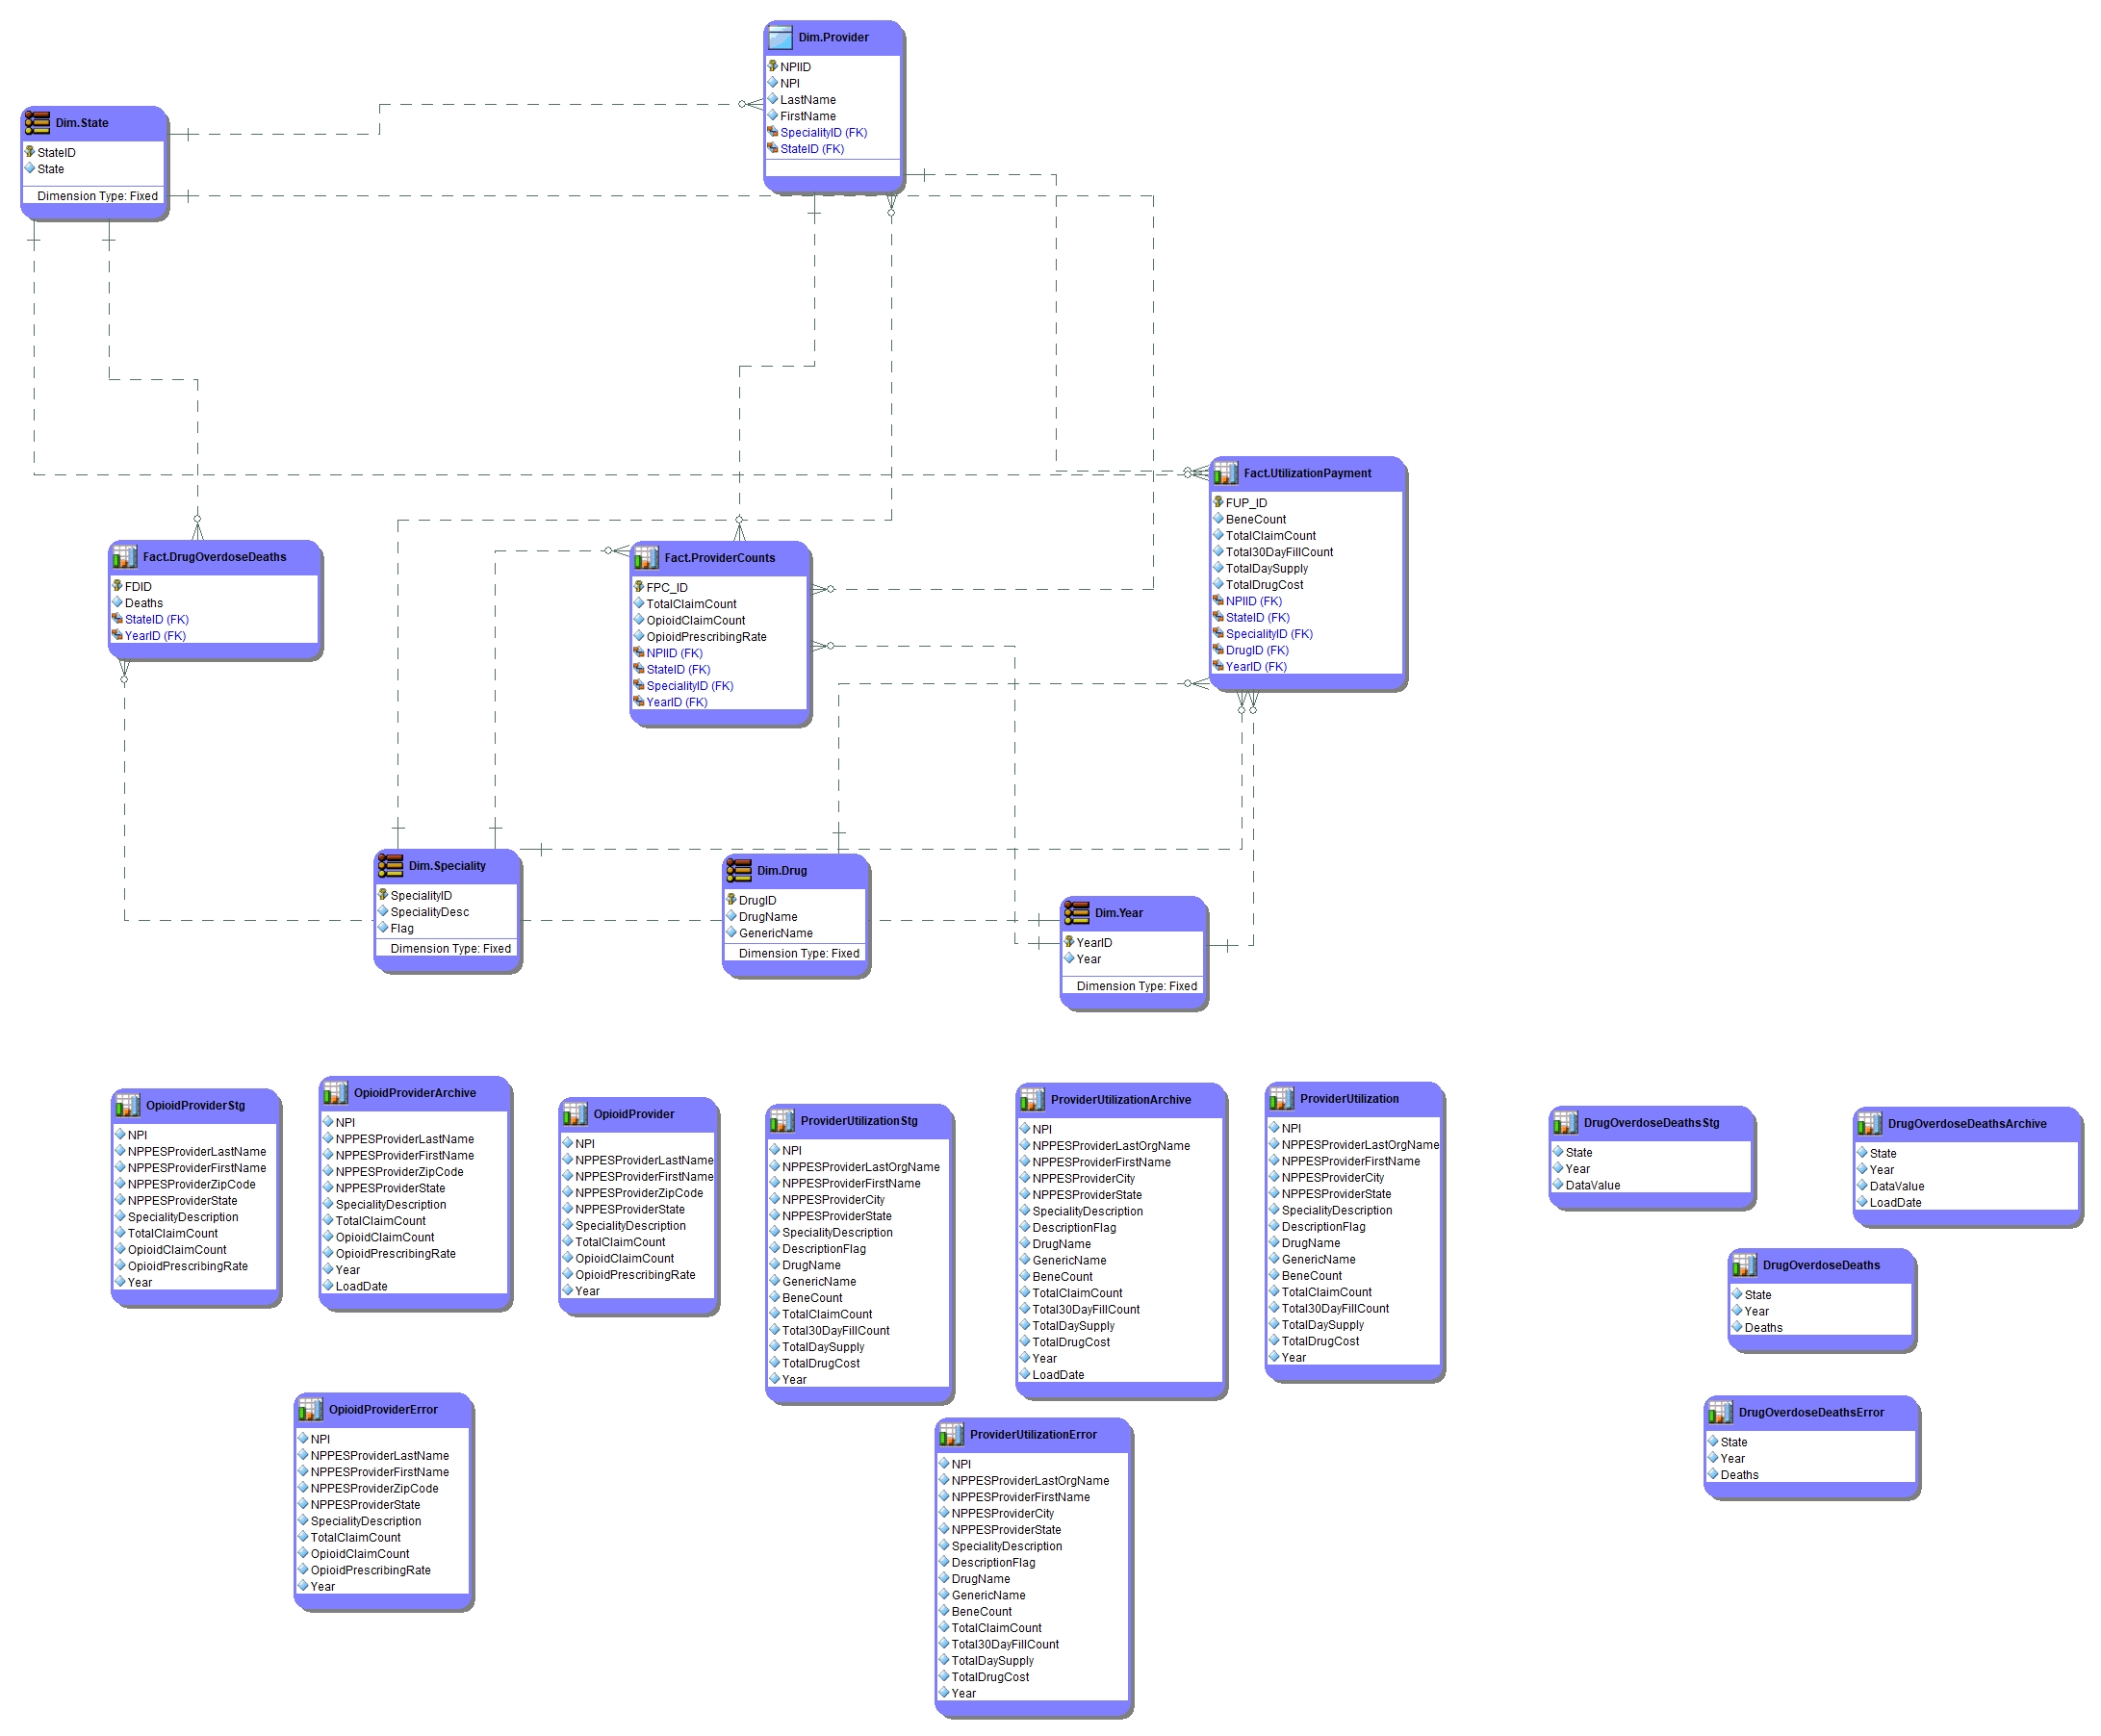 Dim.Provider
NPIID
NPI
LastName
FirstName
SpecialityID (FK)
StateID (FK)
Dim.State
StateID
State
Dimension Type: Fixed
Fact.UtilizationPayment
FUP_ID
BeneCount
TotalClaimCount
Total30DayFillCount
TotalDaySupply
TotalDrugCost
NPIID (FK)
StateID (FK)
SpecialityID (FK)
DrugID (FK)
YearID (FK)
Fact.DrugOverdoseDeaths
FDID
Deaths
StateID (FK)
YearID (FK)
Fact.ProviderCounts
FPC_ID
TotalClaimCount
OpioidClaimCount
OpioidPrescribingRate
NPIID (FK)
StateID (FK)
SpecialityID (FK)
YearID (FK)
Dim.Speciality
SpecialityID
SpecialityDesc
Flag
Dimension Type: Fixed
Dim.Drug
DrugID
DrugName
GenericName
Dimension Type: Fixed
Dim.Year
YearID
Year
Dimension Type: Fixed
OpioidProviderStg
NPI
NPPESProviderLastName
NPPESProviderFirstName
NPPESProviderZipCode
NPPESProviderState
SpecialityDescription
TotalClaimCount
OpioidClaimCount
OpioidPrescribingRate
Year
OpioidProviderArchive
NPI
NPPESProviderLastName
NPPESProviderFirstName
NPPESProviderZipCode
NPPESProviderState
SpecialityDescription
TotalClaimCount
OpioidClaimCount
OpioidPrescribingRate
Year
LoadDate
OpioidProvider
NPI
NPPESProviderLastName
NPPESProviderFirstName
NPPESProviderZipCode
NPPESProviderState
SpecialityDescription
TotalClaimCount
OpioidClaimCount
OpioidPrescribingRate
Year
ProviderUtilizationStg
NPI
NPPESProviderLastOrgName
NPPESProviderFirstName
NPPESProviderCity
NPPESProviderState
SpecialityDescription
DescriptionFlag
DrugName
GenericName
BeneCount
TotalClaimCount
Total30DayFillCount
TotalDaySupply
TotalDrugCost
Year
ProviderUtilizationArchive
NPI
NPPESProviderLastOrgName
NPPESProviderFirstName
NPPESProviderCity
NPPESProviderState
SpecialityDescription
DescriptionFlag
DrugName
GenericName
BeneCount
TotalClaimCount
Total30DayFillCount
TotalDaySupply
TotalDrugCost
Year
LoadDate
ProviderUtilization
NPI
NPPESProviderLastOrgName
NPPESProviderFirstName
NPPESProviderCity
NPPESProviderState
SpecialityDescription
DescriptionFlag
DrugName
GenericName
BeneCount
TotalClaimCount
Total30DayFillCount
TotalDaySupply
TotalDrugCost
Year
DrugOverdoseDeathsStg
State
Year
DataValue
DrugOverdoseDeathsArchive
State
Year
DataValue
LoadDate
DrugOverdoseDeaths
State
Year
Deaths
OpioidProviderError
NPI
NPPESProviderLastName
NPPESProviderFirstName
NPPESProviderZipCode
NPPESProviderState
SpecialityDescription
TotalClaimCount
OpioidClaimCount
OpioidPrescribingRate
Year
ProviderUtilizationError
NPI
NPPESProviderLastOrgName
NPPESProviderFirstName
NPPESProviderCity
NPPESProviderState
SpecialityDescription
DescriptionFlag
DrugName
GenericName
BeneCount
TotalClaimCount
Total30DayFillCount
TotalDaySupply
TotalDrugCost
Year
DrugOverdoseDeathsError
State
Year
Deaths